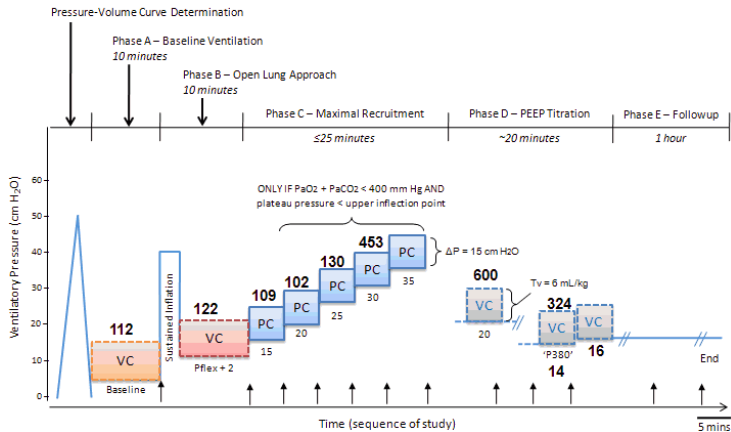 Pressure-Volume Curve Determination
Phase A – Baseline Ventilation
10 minutes
Phase B – Open Lung Approach
10 minutes
Phase C – Maximal Recruitment
≤25 minutes
Phase D – PEEP Titration
~20 minutes
Phase E – Followup
1 hour
Ventilatory Pressure (cm H2O)
60
50
40
30
20
10
0
ONLY IF PaO2 + PaCO2 < 400 mm Hg AND
plateau pressure < upper inflection point
112
VC
Baseline
Sustained Inflation
122
VC
Pflex + 2
109
PC
15
102
PC
20
130
PC
25
453
PC
30
PC
35
ΔP = 15 cm H2O
600
VC
20
Tv = 6 mL/kg
324
VC
'P380'
14
VC
16
End
Time (sequence of study)
5 mins